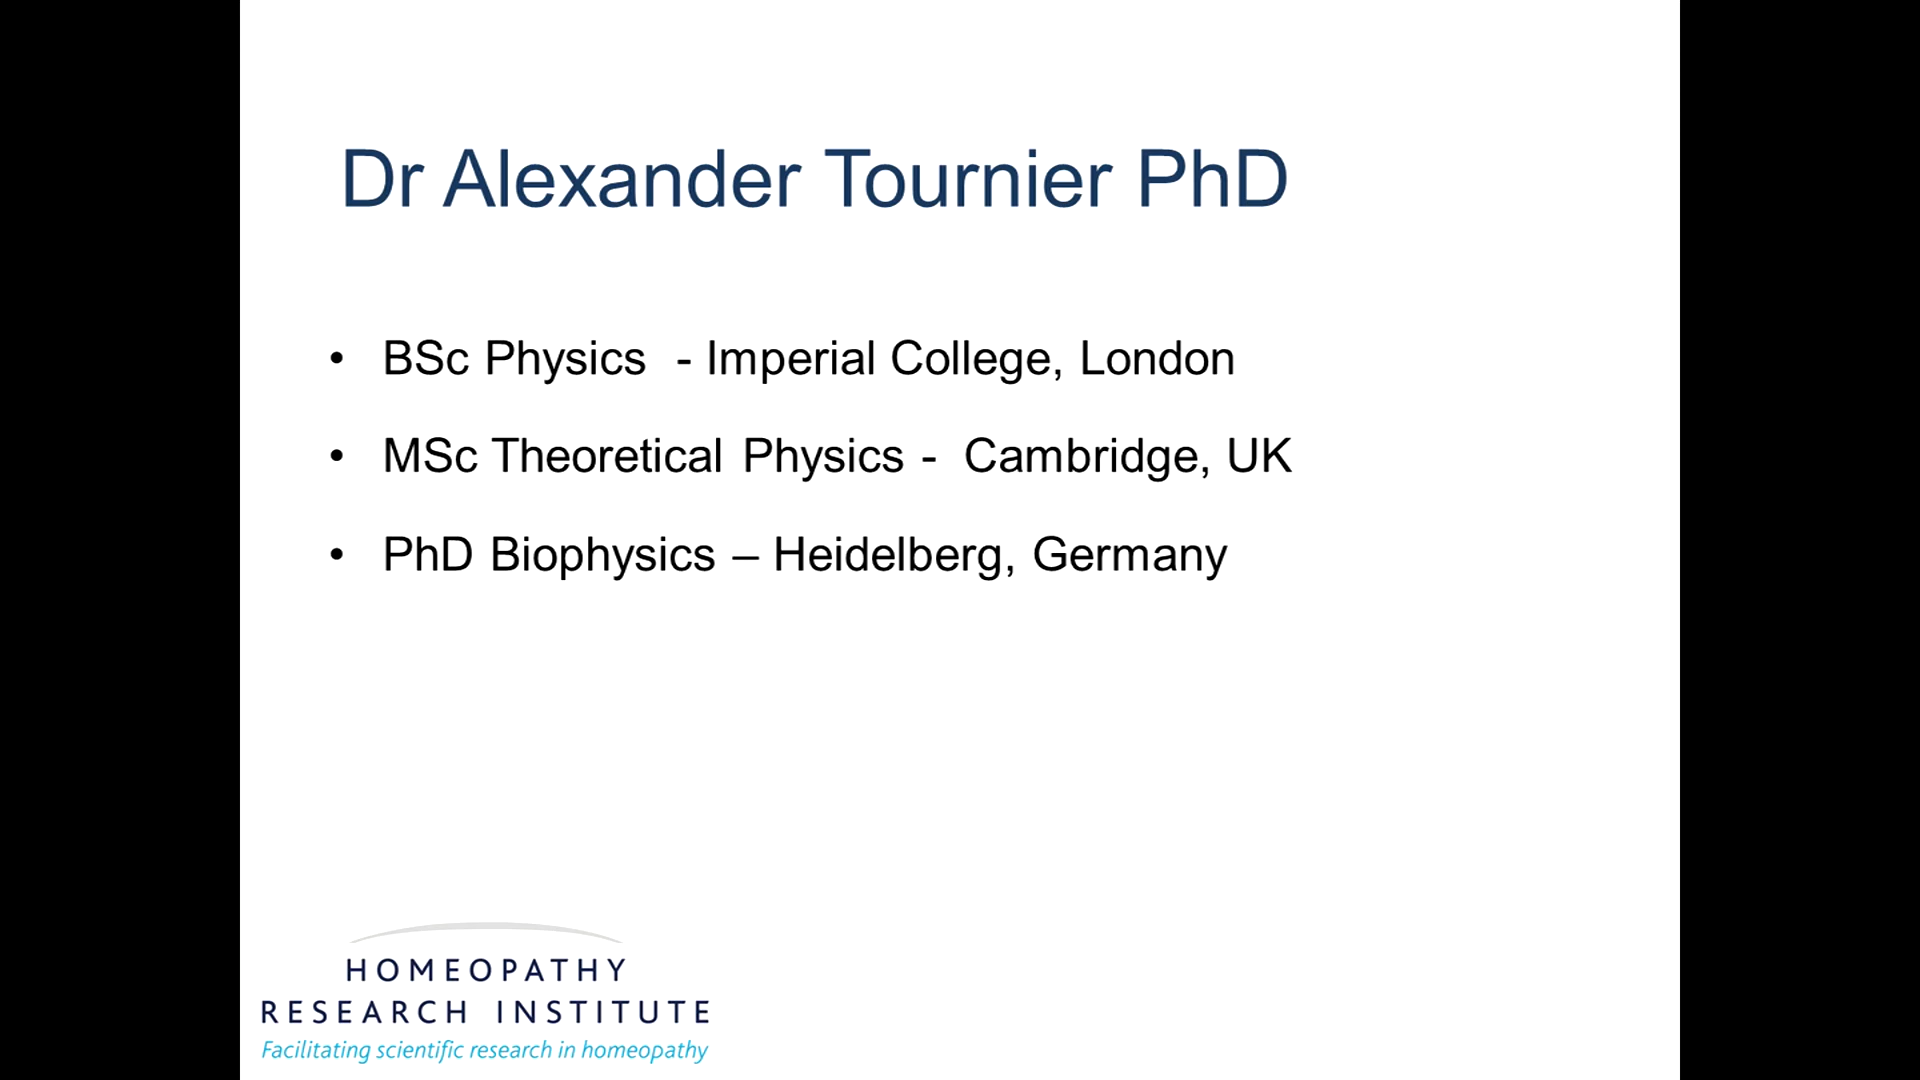 Dr Alexander Tournier PhD
• BSc Physics  - Imperial College, London
• MSc Theoretical Physics -  Cambridge, UK
• PhD Biophysics – Heidelberg, Germany
HOMEOPATHY
RESEARCH INSTITUTE
Facilitating scientific research in homeopathy